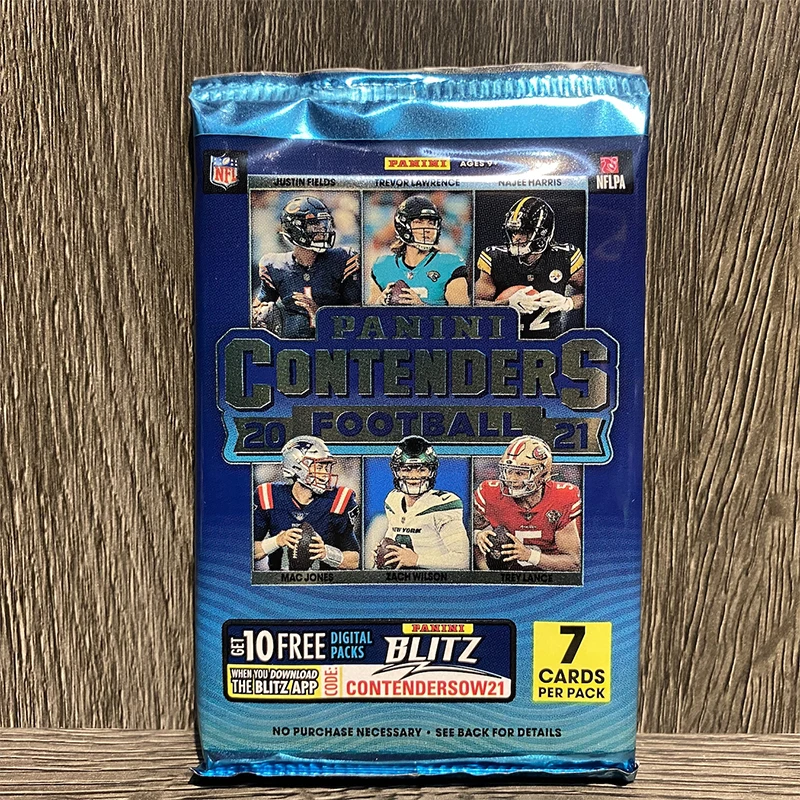 PANINI AGES 9+
NFL
NFLPA
JUSTIN FIELDS TREVOR LAWRENCE NAJEE HARRIS
PANINI
CONTENDERS
20 FOOTBALL 21
NEW YORK
MAC JONES ZACH WILSON TREY LANCE
GET 10 FREE DIGITAL PACKS
WHEN YOU DOWNLOAD
THE BLITZ APP
PANINI
BLITZ
CODE: CONTENDERSOW21
7
CARDS
PER PACK
NO PURCHASE NECESSARY • SEE BACK FOR DETAILS